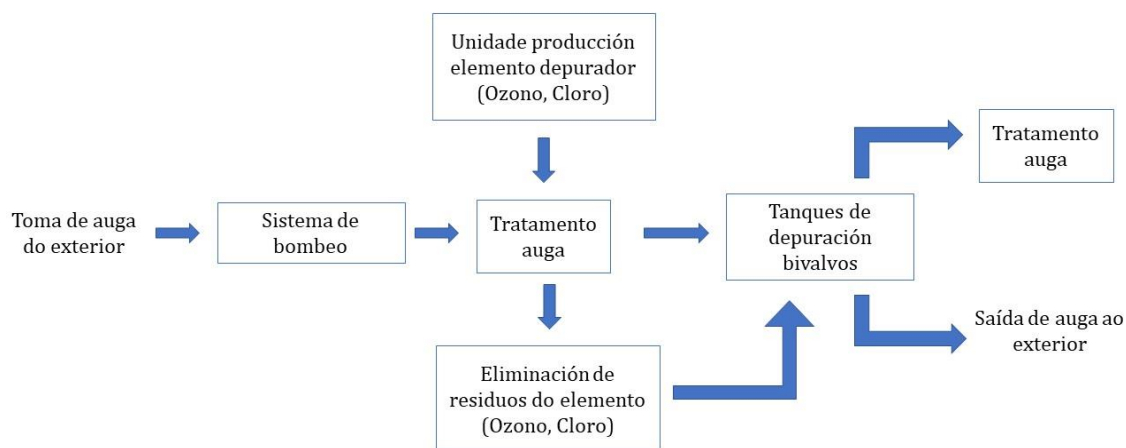 Unidade producción
elemento depurador
(Ozono, Cloro)
Tratamento
auga
Toma de auga
do exterior
Sistema de
bombeo
Tratamento
auga
Tanques de
depuración
bivalvos
Saída de auga ao
exterior
Eliminación de
residuos do elemento
(Ozono, Cloro)